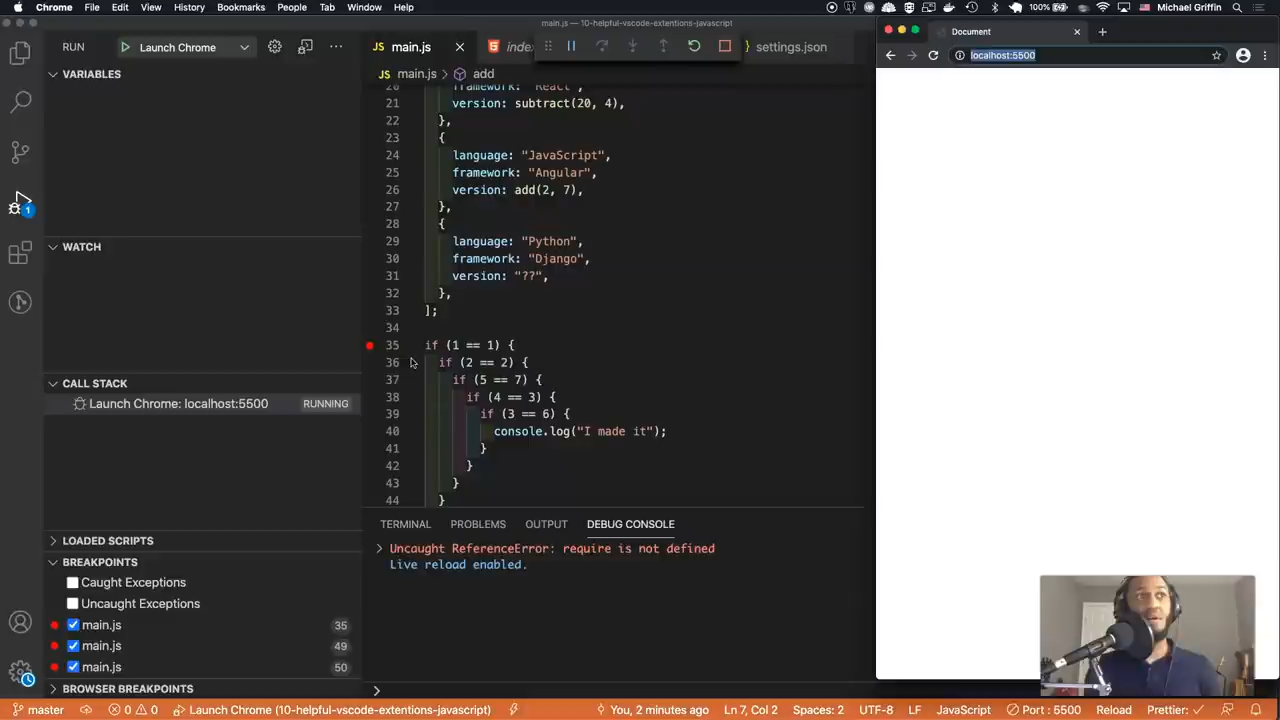 Chrome File Edit View History Bookmarks People Tab Window Help 100% Michael Griffin
main.js — 10-helpful-vscode-extentions-javascript
RUN Launch Chrome
main.js index settings.json
Document
localhost:5500
main.js > add
VARIABLES
WATCH
CALL STACK
Launch Chrome: localhost:5500 RUNNING
LOADED SCRIPTS
BREAKPOINTS
Caught Exceptions
Uncaught Exceptions
main.js 35
main.js 49
main.js 50
BROWSER BREAKPOINTS
20 framework: "React",
21 version: subtract(20, 4),
22 },
23 {
24 language: "JavaScript",
25 framework: "Angular",
26 version: add(2, 7),
27 },
28 {
29 language: "Python",
30 framework: "Django",
31 version: "??",
32 },
33 ];
34
35 if (1 == 1) {
36 if (2 == 2) {
37 if (5 == 7) {
38 if (4 == 3) {
39 if (3 == 6) {
40 console.log("I made it");
41 }
42 }
43 }
44 }
TERMINAL PROBLEMS OUTPUT DEBUG CONSOLE
Uncaught ReferenceError: require is not defined
Live reload enabled.
1
master 0 0 Launch Chrome (10-helpful-vscode-extentions-javascript) You, 2 minutes ago Ln 7, Col 2 Spaces: 2 UTF-8 LF JavaScript Port : 5500 Reload Prettier: ✓